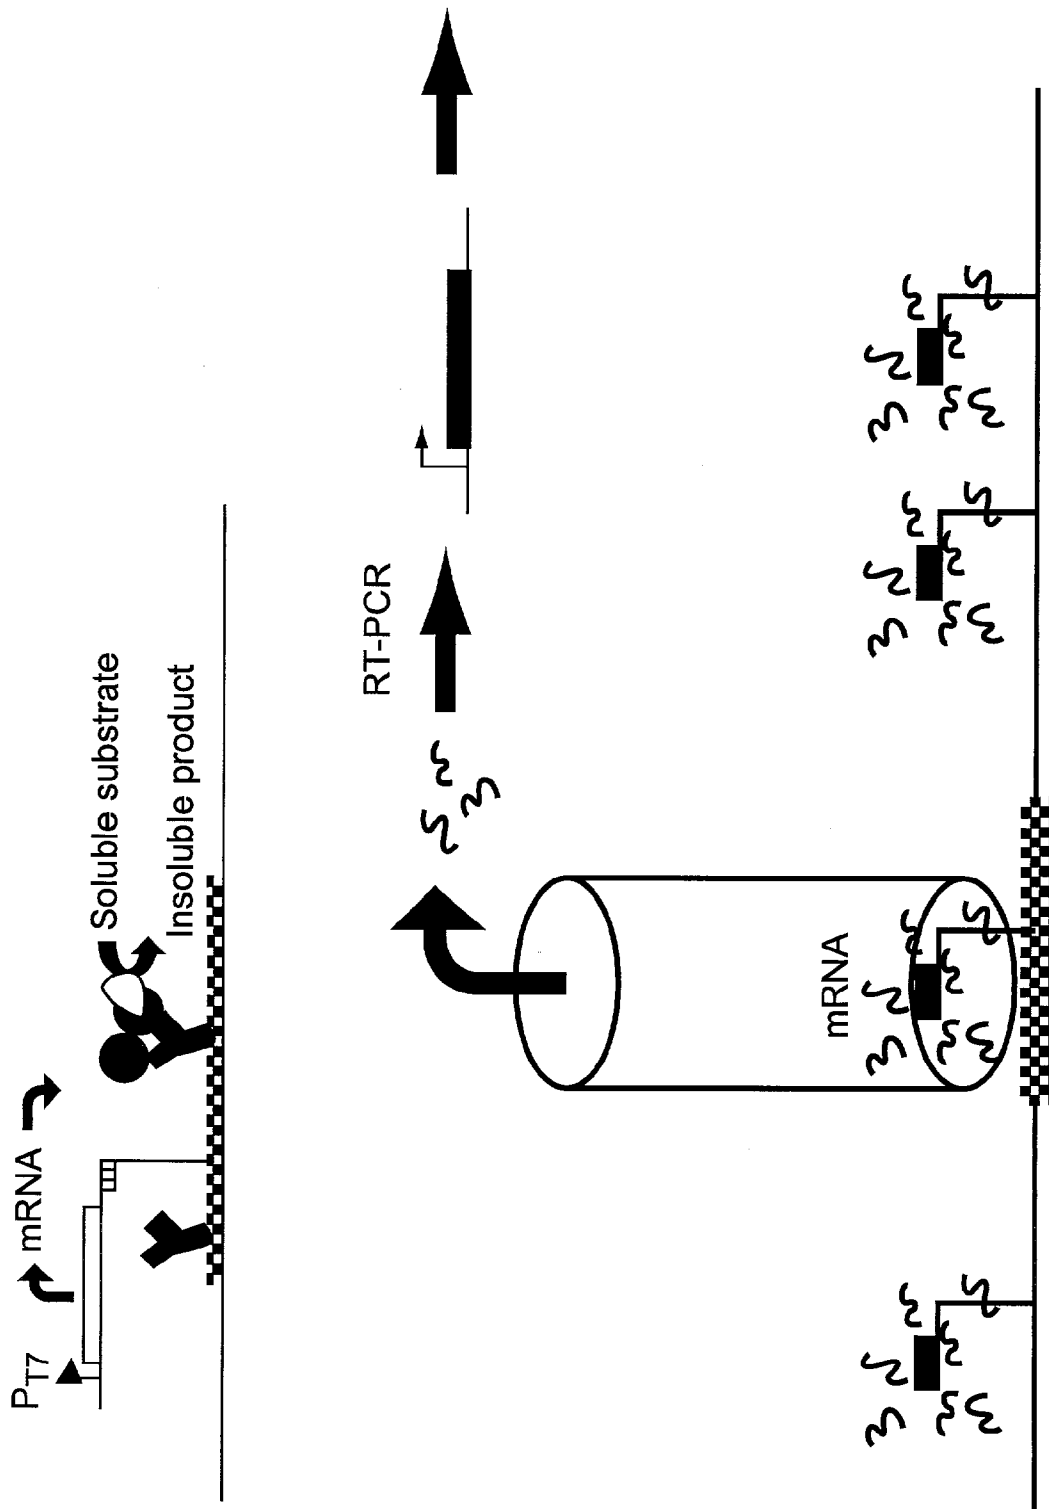 PT7
mRNA
Soluble substrate
Insoluble product
RT-PCR
mRNA